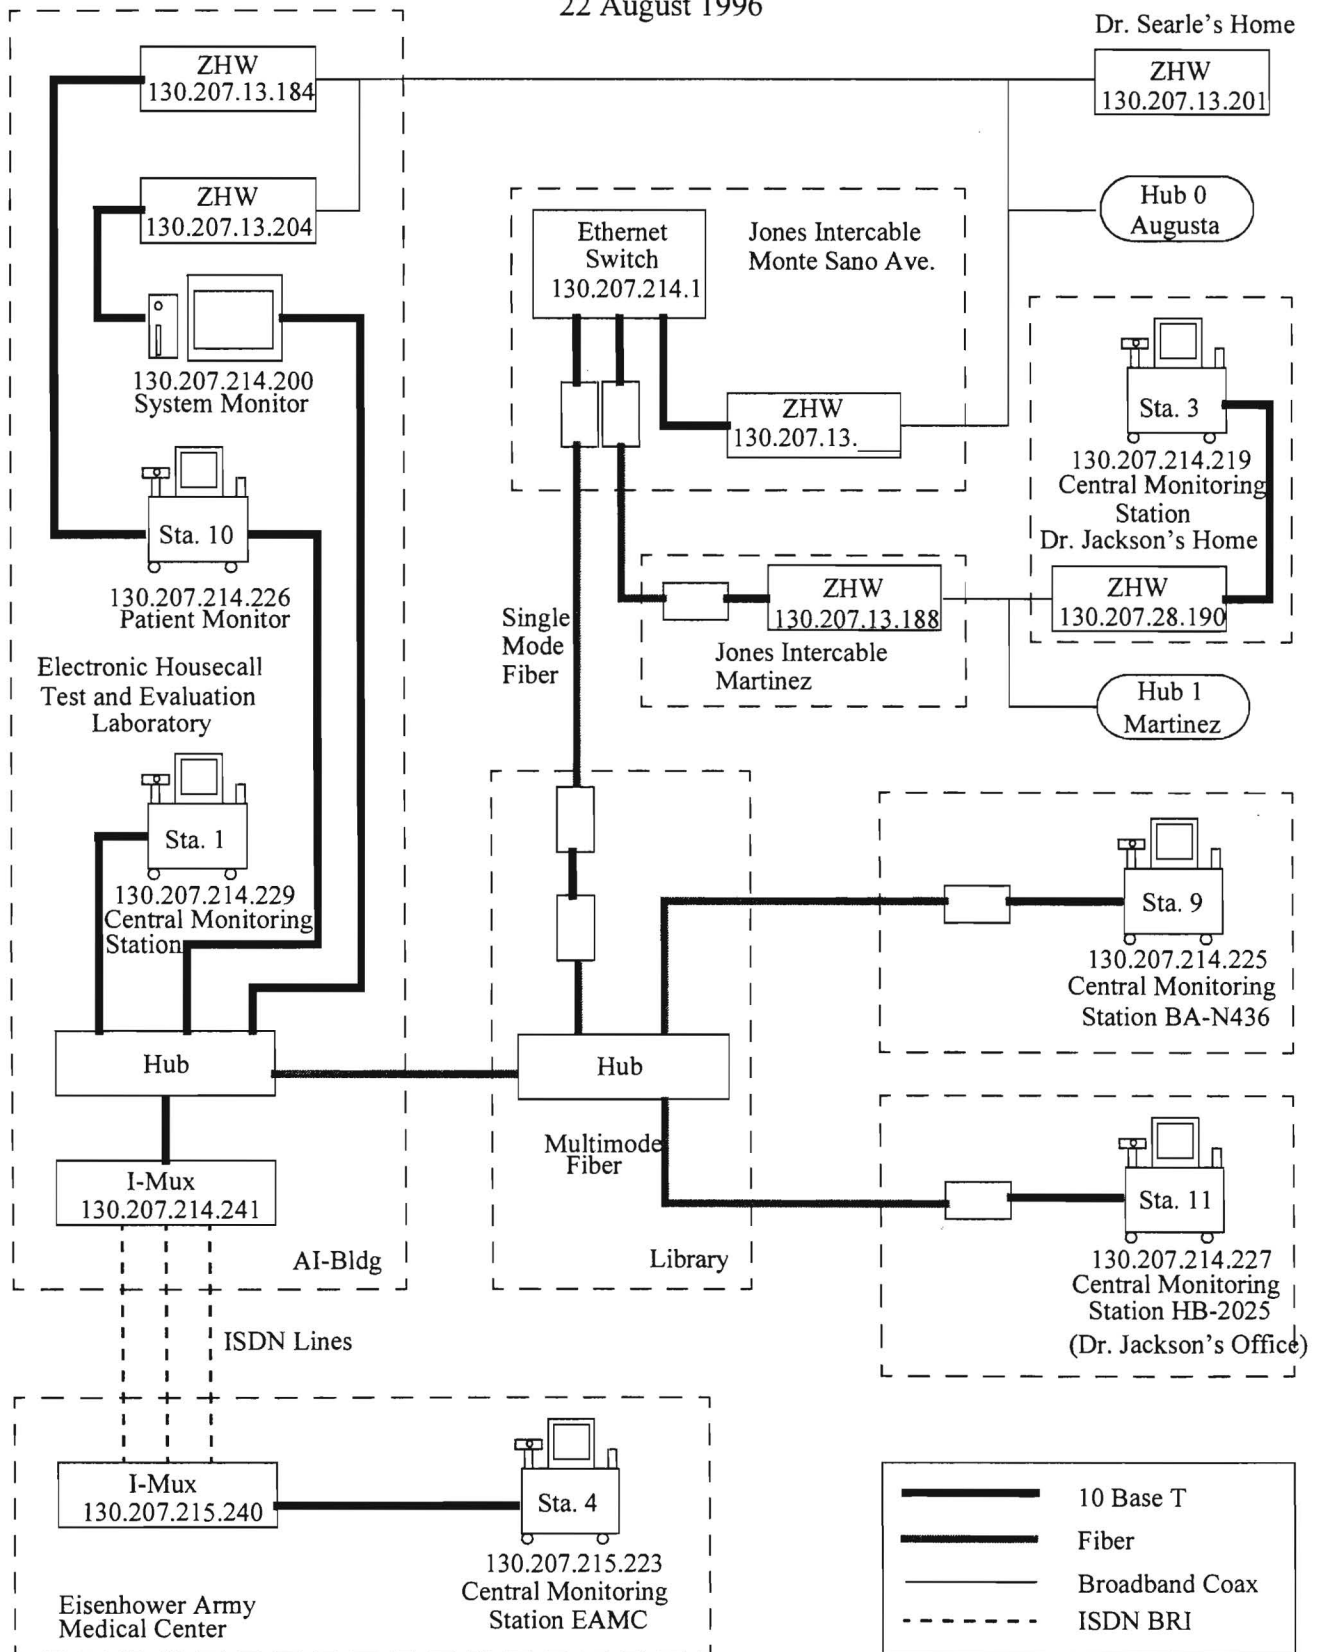 22 August 1996
Dr. Searle's Home
ZHW
130.207.13.184
ZHW
130.207.13.201
ZHW
130.207.13.204
Hub 0
Augusta
Ethernet
Switch
130.207.214.1
Jones Intercable
Monte Sano Ave.
130.207.214.200
System Monitor
ZHW
130.207.13.___
Sta. 3
130.207.214.219
Central Monitoring
Station
Dr. Jackson's Home
ZHW
130.207.28.190
Sta. 10
130.207.214.226
Patient Monitor
Single
Mode
Fiber
ZHW
130.207.13.188
Jones Intercable
Martinez
Hub 1
Martinez
Electronic Housecall
Test and Evaluation
Laboratory
Sta. 1
130.207.214.229
Central Monitoring
Station
Sta. 9
130.207.214.225
Central Monitoring
Station BA-N436
Hub
Hub
Multimode
Fiber
I-Mux
130.207.214.241
AI-Bldg
Library
Sta. 11
130.207.214.227
Central Monitoring
Station HB-2025
(Dr. Jackson's Office)
ISDN Lines
I-Mux
130.207.215.240
Sta. 4
130.207.215.223
Central Monitoring
Station EAMC
Eisenhower Army
Medical Center
10 Base T
Fiber
Broadband Coax
ISDN BRI